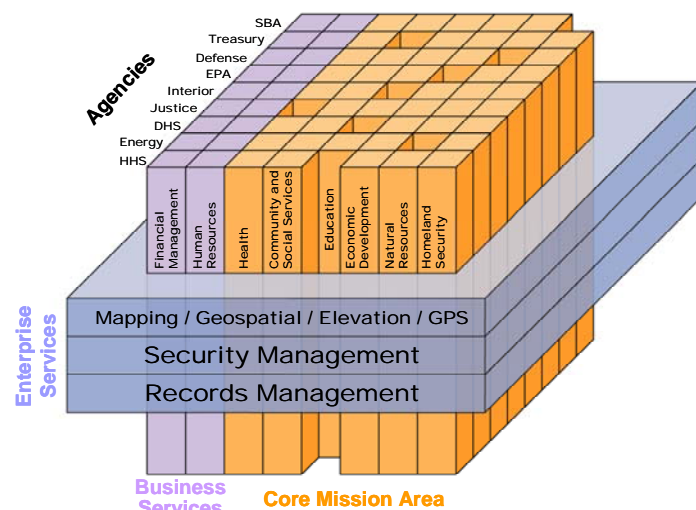 SBA
Treasury
Defense
EPA
Interior
Justice
DHS
Energy
HHS
Agencies
Financial
Management
Human
Resources
Health
Community and
Social Services
Education
Economic
Development
Natural
Resources
Homeland
Security
Enterprise
Services
Mapping / Geospatial / Elevation / GPS
Security Management
Records Management
Business
Services
Core Mission Area